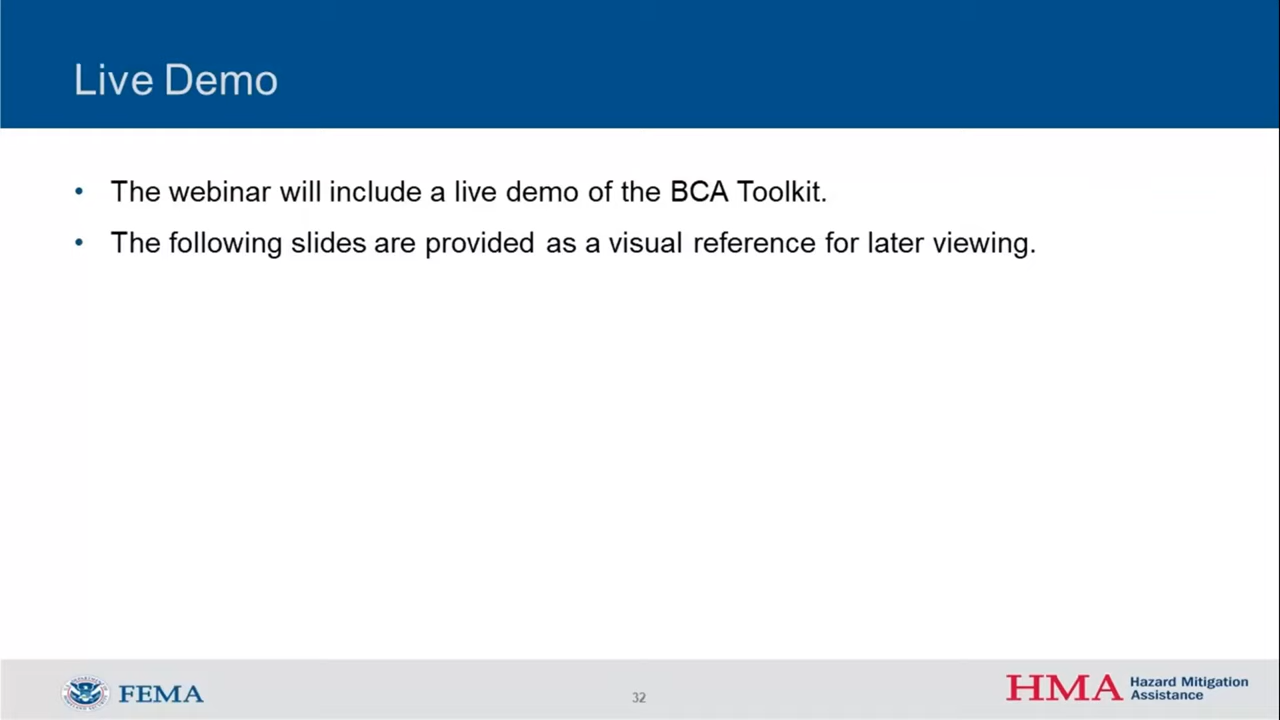 Live Demo
• The webinar will include a live demo of the BCA Toolkit.
• The following slides are provided as a visual reference for later viewing.
FEMA
32
HMA Hazard Mitigation
Assistance